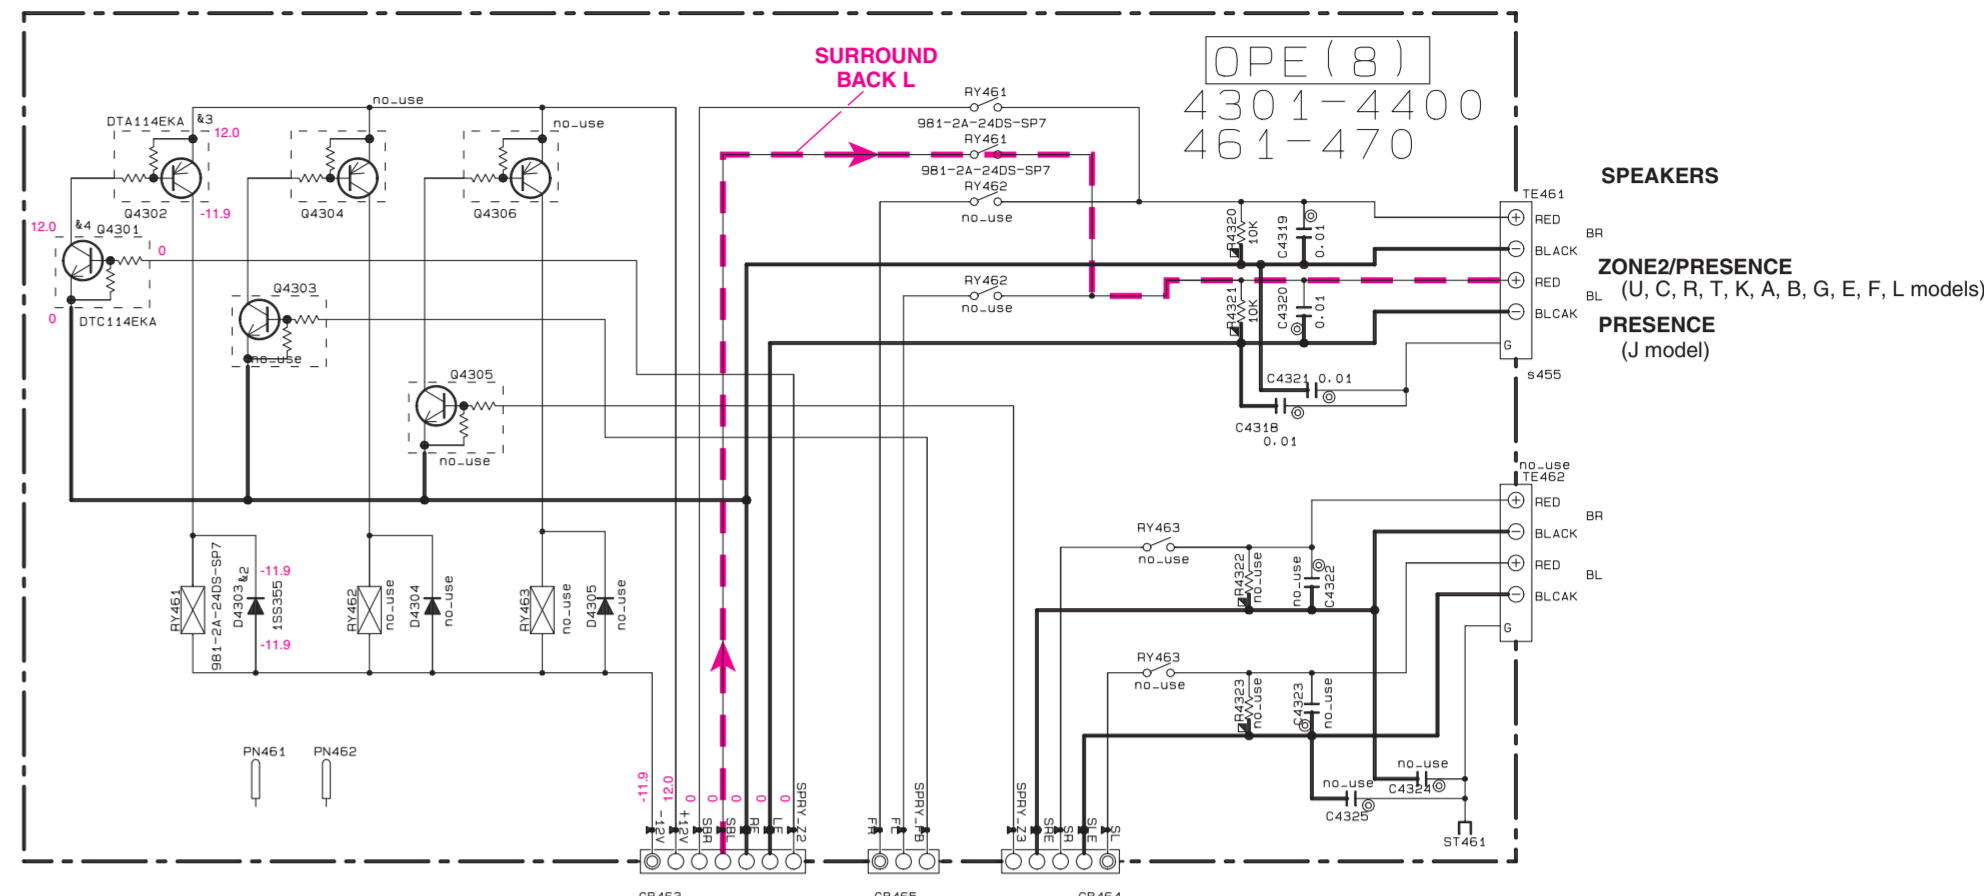 SURROUND
BACK L
OPE(8)
4301-4400
461-470
no_use
DTA114EKA
&3
12.0
no_use
Q4302
-11.9
Q4304
Q4306
12.0
&4
Q4301
0
0
DTC114EKA
Q4303
no_use
Q4305
no_use
RY461
981-2A-24DS-SP7
RY461
981-2A-24DS-SP7
RY462
no_use
RY462
no_use
R4320
10K
C4319
0.01
R4321
10K
C4320
0.01
C4321 0.01
C4318
0.01
SPEAKERS
TE461
RED
BR
BLACK
ZONE2/PRESENCE
(U, C, R, T, K, A, B, G, E, F, L models)
RED
BL
BLCAK
PRESENCE
(J model)
G
s455
no_use
TE462
RED
BR
BLACK
RED
BL
BLCAK
G
RY463
no_use
R4322
no_use
no_use
C4322
RY463
no_use
R4323
no_use
C4323
no_use
no_use
C4324
no_use
C4325
ST461
RY461
981-2A-24DS-SP7
D4303
&2
1SS355
-11.9
-11.9
RY462
no_use
D4304
no_use
RY463
no_use
D4305
no_use
PN461
PN462
-11.9
12.0
0
0
0
0
0
-12V
+12V
SBR
SBL
RE
LE
SPRY_Z2
FR
FL
SPRY_FB
SPRY_Z3
SRE
SR
SLE
SL